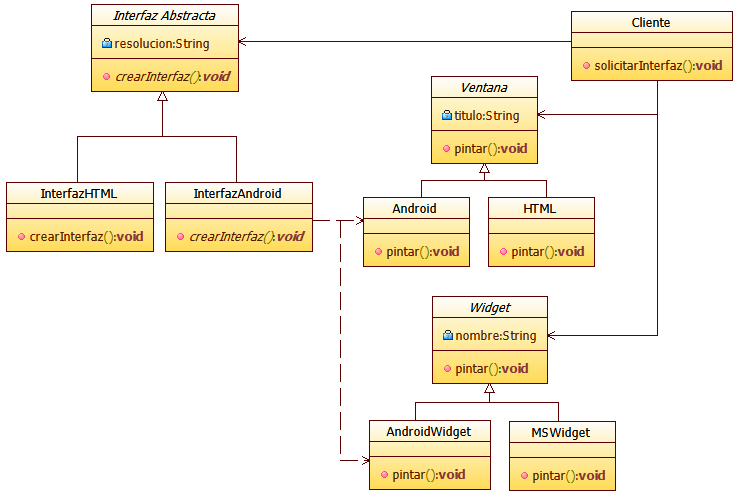 Interfaz Abstracta
resolucion:String
crearInterfaz():void
Cliente
solicitarInterfaz():void
Ventana
titulo:String
pintar():void
InterfazHTML
crearInterfaz():void
InterfazAndroid
crearInterfaz():void
Android
pintar():void
HTML
pintar():void
Widget
nombre:String
pintar():void
AndroidWidget
pintar():void
MSWidget
pintar():void